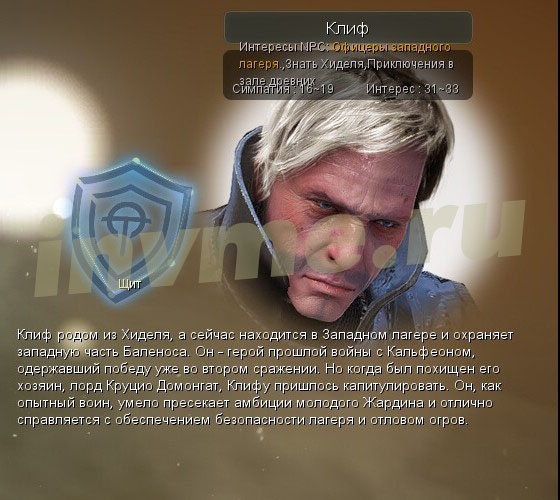 Клиф
Интересы NPC: Офицеры западного
лагеря.,Знать Хиделя,Приключения в
зале древних
Симпатия : 16~19 Интерес : 31~33
invmo.ru
Щит
Клиф родом из Хиделя, а сейчас находится в Западном лагере и охраняет
западную часть Баленоса. Он – герой прошлой войны с Кальфеоном,
одержавший победу уже во втором сражении. Но когда был похищен его
хозяин, лорд Круцио Домонгат, Клифу пришлось капитулировать. Он, как
опытный воин, умело пресекает амбиции молодого Жардина и отлично
справляется с обеспечением безопасности лагеря и отловом огров.